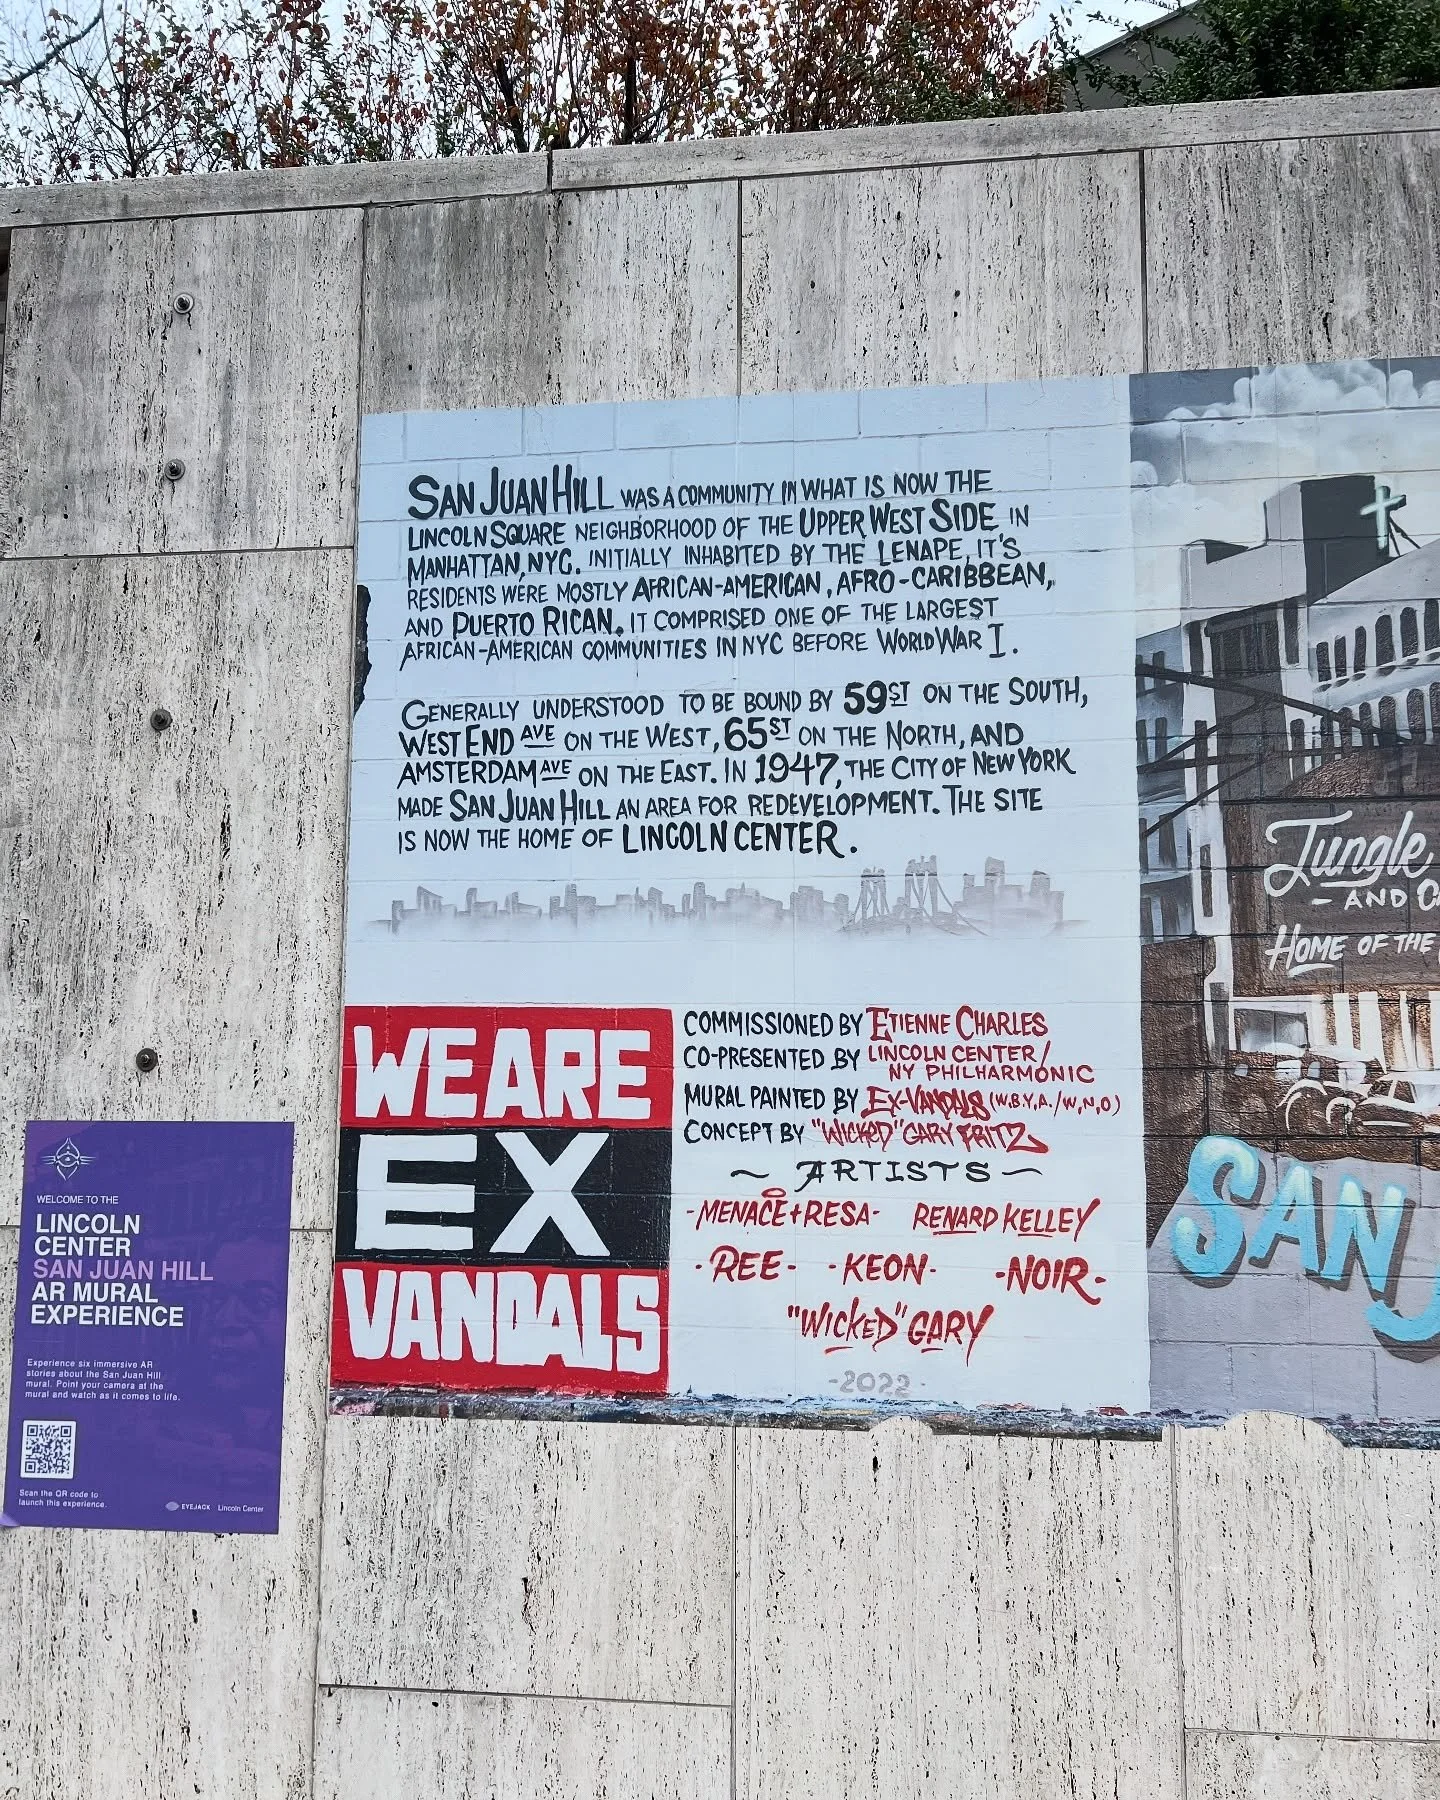 SAN JUAN HILL WAS A COMMUNITY IN WHAT IS NOW THE
LINCOLN SQUARE NEIGHBORHOOD OF THE UPPER WEST SIDE IN
MANHATTAN, NYC. INITIALLY INHABITED BY THE LENAPE, IT'S
RESIDENTS WERE MOSTLY AFRICAN-AMERICAN, AFRO-CARIBBEAN,
AND PUERTO RICAN. IT COMPRISED ONE OF THE LARGEST
AFRICAN-AMERICAN COMMUNITIES IN NYC BEFORE WORLD WAR I.
GENERALLY UNDERSTOOD TO BE BOUND BY 59ST ON THE SOUTH,
WEST END AVE ON THE WEST, 65ST ON THE NORTH, AND
AMSTERDAM AVE ON THE EAST. IN 1947, THE CITY OF NEW YORK
MADE SAN JUAN HILL AN AREA FOR REDEVELOPMENT. THE SITE
IS NOW THE HOME OF LINCOLN CENTER.
WE ARE
EX
VANDALS
COMMISSIONED BY ETIENNE CHARLES
CO-PRESENTED BY LINCOLN CENTER/
NY PHILHARMONIC
MURAL PAINTED BY EX-VANDALS (W.B.Y.A./W.N.O)
CONCEPT BY "WICKED" GARY FRITZ
~ ARTISTS ~
-MENACE+RESA- RENARD KELLEY
-REE- -KEON- -NOIR-
"WICKED" GARY
-2022-
Jungle
- AND
HOME OF THE
SAN
WELCOME TO THE
LINCOLN
CENTER
SAN JUAN HILL
AR MURAL
EXPERIENCE
Experience six immersive AR
stories about the San Juan Hill
mural. Point your camera at the
mural and watch as it comes to life.
Scan the QR code to
launch this experience.
EYEJACK Lincoln Center